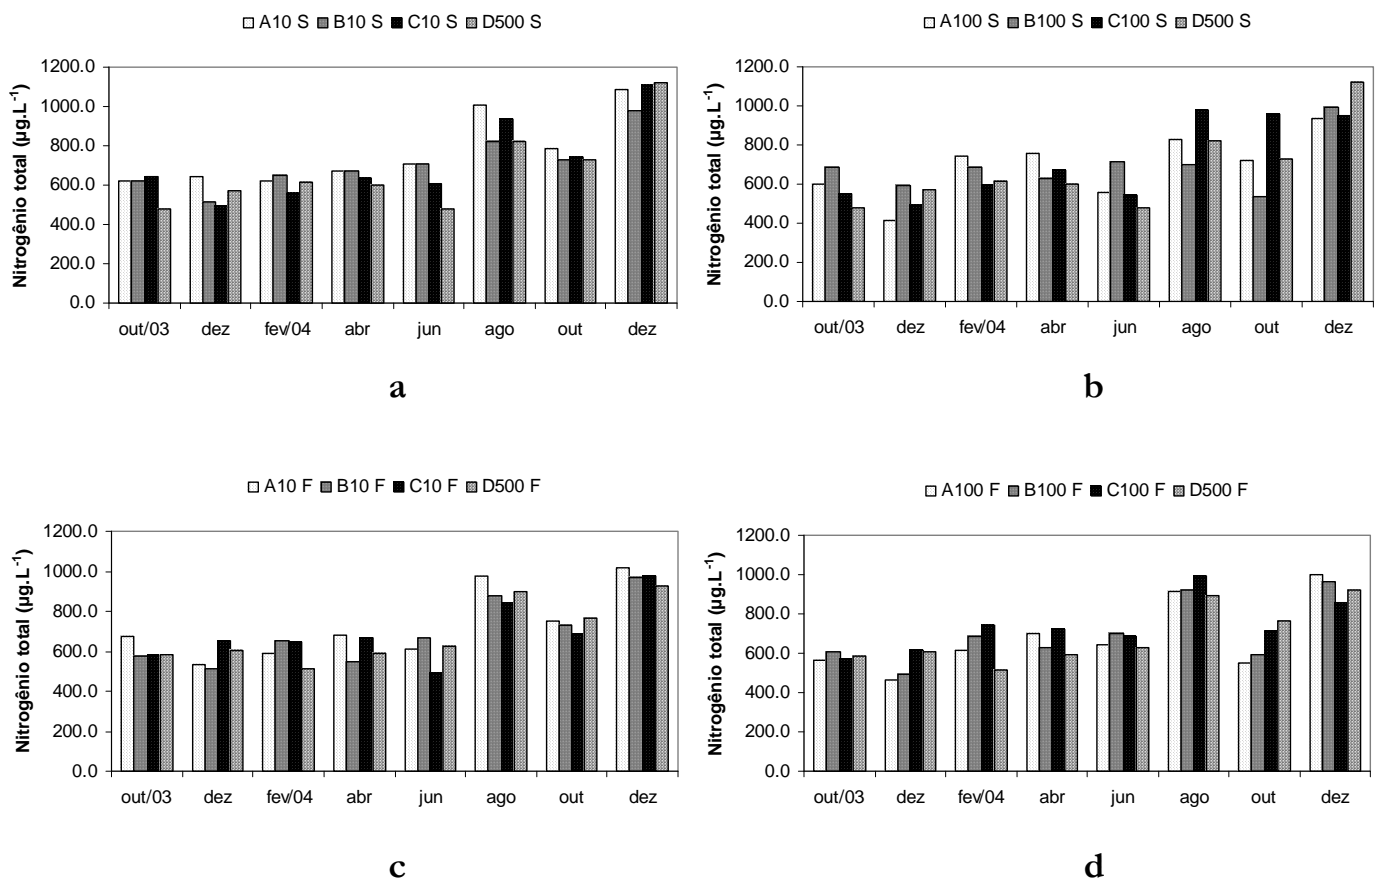 A10 S B10 S C10 S D500 S
Nitrogênio total (µg.L⁻¹)
1200.0
1000.0
800.0
600.0
400.0
200.0
0.0
out/03 dez fev/04 abr jun ago out dez
a
A100 S B100 S C100 S D500 S
Nitrogênio total (µg.L⁻¹)
1200.0
1000.0
800.0
600.0
400.0
200.0
0.0
out/03 dez fev/04 abr jun ago out dez
b
A10 F B10 F C10 F D500 F
Nitrogênio total (µg.L⁻¹)
1200.0
1000.0
800.0
600.0
400.0
200.0
0.0
out/03 dez fev/04 abr jun ago out dez
c
A100 F B100 F C100 F D500 F
Nitrogênio total (µg.L⁻¹)
1200.0
1000.0
800.0
600.0
400.0
200.0
0.0
out/03 dez fev/04 abr jun ago out dez
d